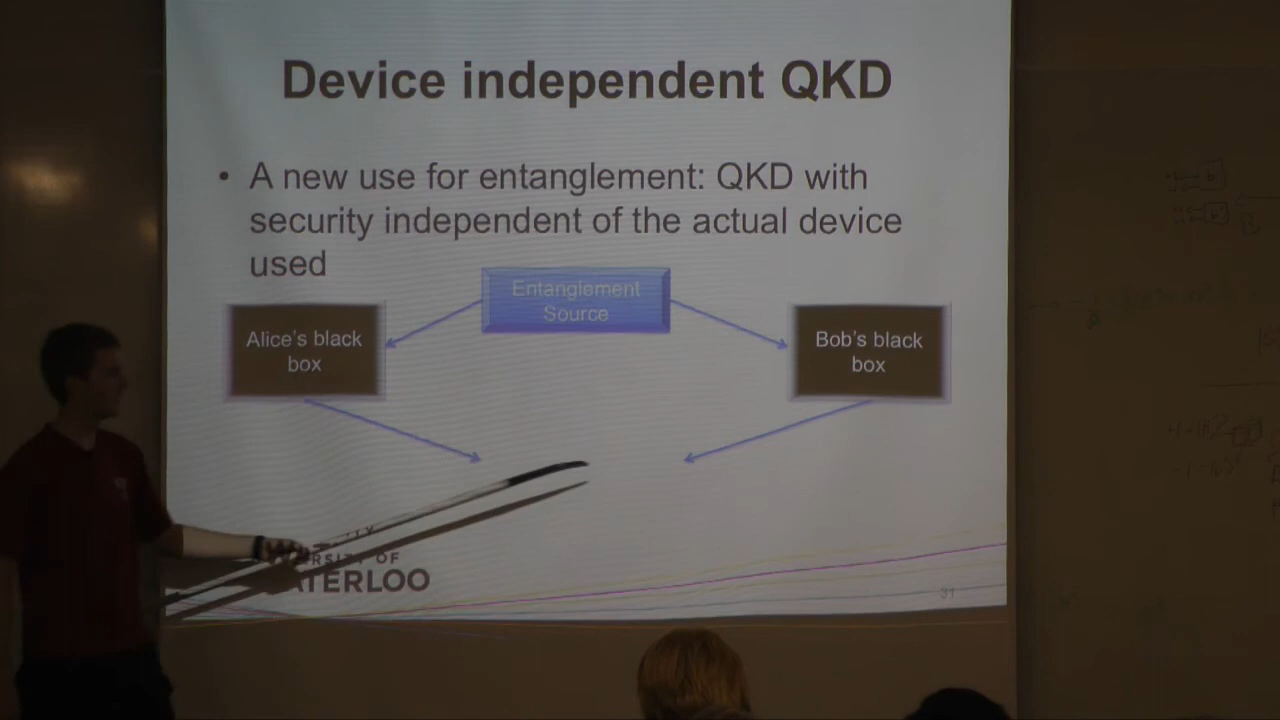 Device independent QKD
• A new use for entanglement: QKD with
security independent of the actual device
used
Entanglement
Source
Alice's black
box
Bob's black
box
OF
ATERLOO
31